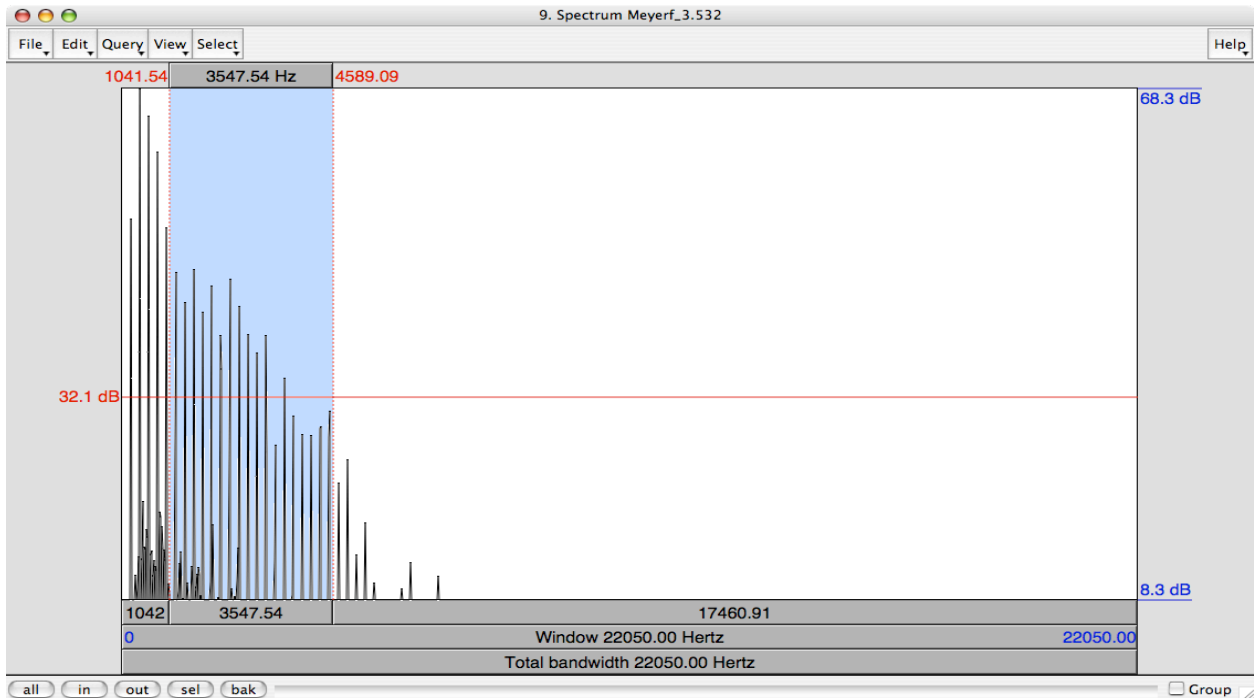 9. Spectrum Meyerf_3.532
File Edit Query View Select Help
1041.54 3547.54 Hz 4589.09
68.3 dB
32.1 dB
8.3 dB
1042 3547.54 17460.91
0 Window 22050.00 Hertz 22050.00
Total bandwidth 22050.00 Hertz
all in out sel bak Group